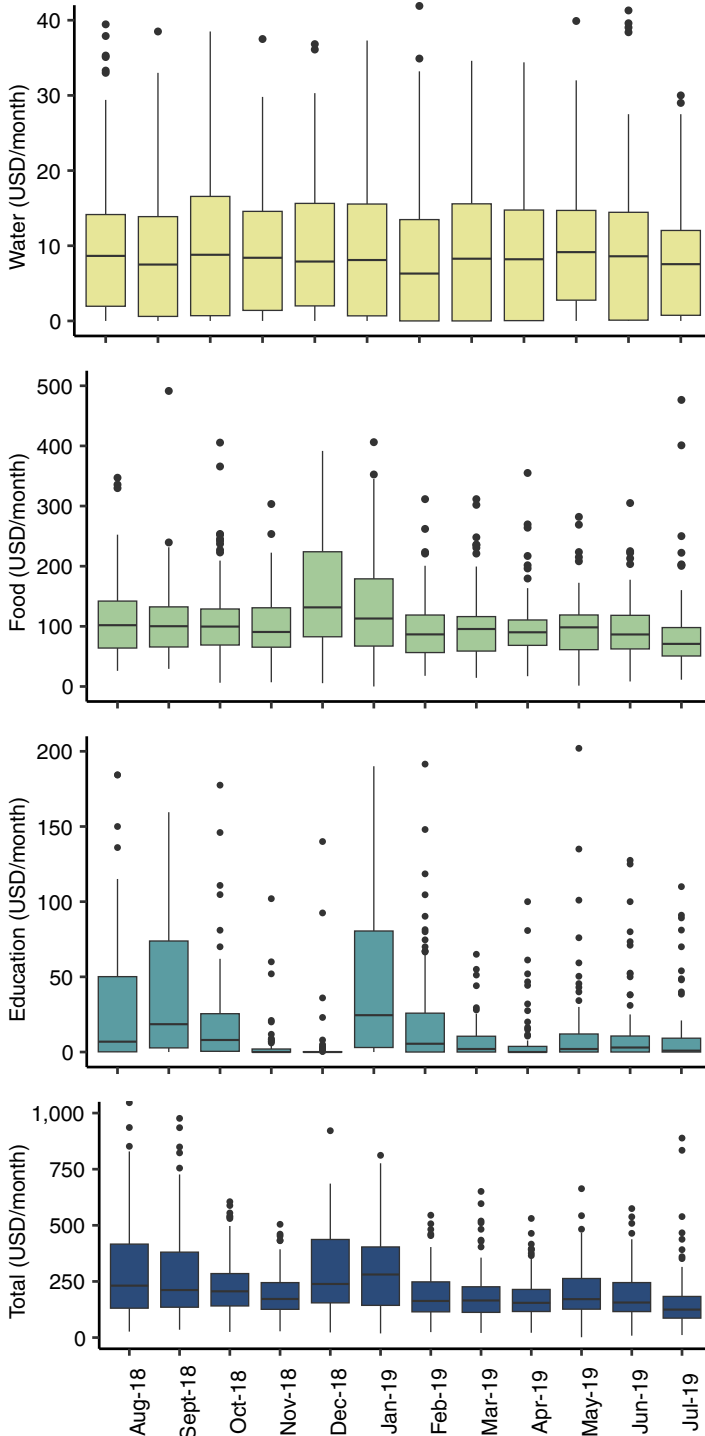 Water (USD/month)
40
30
20
10
0
Food (USD/month)
500
400
300
200
100
0
Education (USD/month)
200
150
100
50
0
Total (USD/month)
1,000
750
500
250
0
Aug-18
Sept-18
Oct-18
Nov-18
Dec-18
Jan-19
Feb-19
Mar-19
Apr-19
May-19
Jun-19
Jul-19